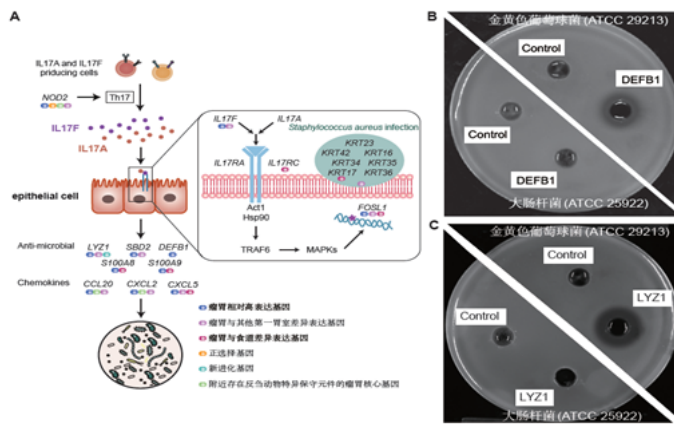 A
IL17A and IL17F
priducing cells
NOD2
Th17
IL17F
IL17A
epithelial cell
Anti-microbial
LYZ1 SBD2 DEFB1
S100A8 S100A9
Chemokines
CCL20 CXCL2 CXCL5
IL17F IL17A
Staphylococcus aureus infection
KRT23
KRT42 KRT16
KRT34 KRT35
KRT17 KRT36
IL17RA IL17RC
Act1
Hsp90
FOSL1
TRAF6 MAPKs
瘤胃相对高表达基因
瘤胃与其他第一胃室差异表达基因
瘤胃与食道差异表达基因
正选择基因
新进化基因
附近存在反刍动物特异保守元件的瘤胃核心基因
B
金黄色葡萄球菌 (ATCC 29213)
Control
DEFB1
Control
DEFB1
大肠杆菌 (ATCC 25922)
C
金黄色葡萄球菌 (ATCC 29213)
Control
LYZ1
Control
LYZ1
大肠杆菌 (ATCC 25922)